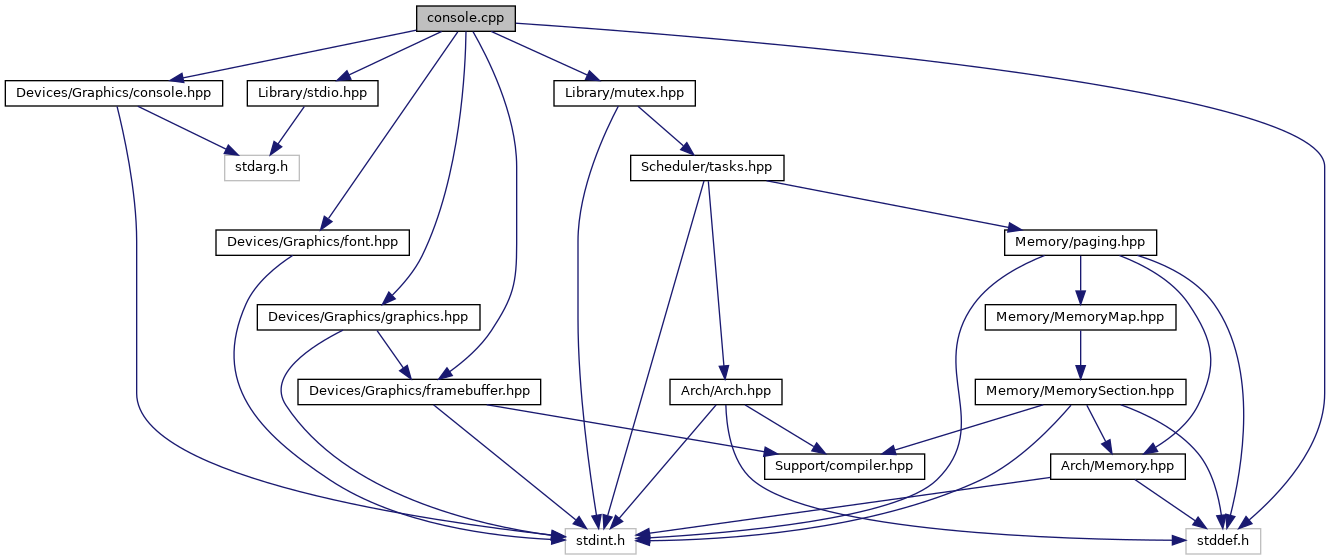 console.cpp
Devices/Graphics/console.hpp
Library/stdio.hpp
Library/mutex.hpp
stdarg.h
Scheduler/tasks.hpp
Devices/Graphics/font.hpp
Memory/paging.hpp
Devices/Graphics/graphics.hpp
Memory/MemoryMap.hpp
Devices/Graphics/framebuffer.hpp
Arch/Arch.hpp
Memory/MemorySection.hpp
Support/compiler.hpp
Arch/Memory.hpp
stdint.h
stddef.h